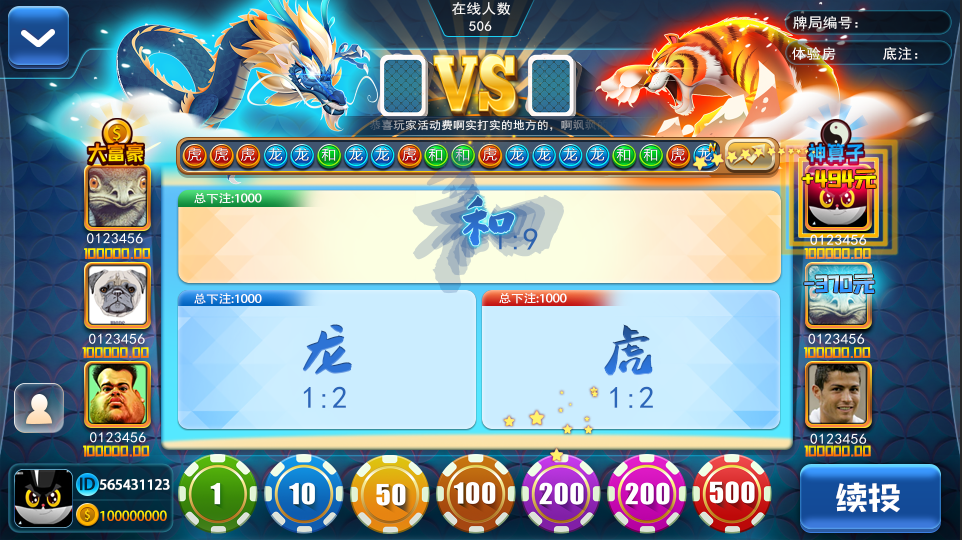 在线人数
506
牌局编号:
体验房 底注:
VS
喜玩家活动费啊实打实的地方的，啊飒飒
虎 虎 虎 龙 龙 和 龙 龙 虎 和 和 虎 龙 龙 龙 龙 和 和 虎 龙
大富豪
0123456
100000.00
0123456
100000.00
0123456
100000.00
神算子
+494元
0123456
100000.00
-370元
0123456
100000.00
0123456
100000.00
总下注:1000
和
1:9
总下注:1000
龙
1:2
总下注:1000
虎
1:2
ID 565431123
$ 100000000
1
10
50
100
200
200
500
续投